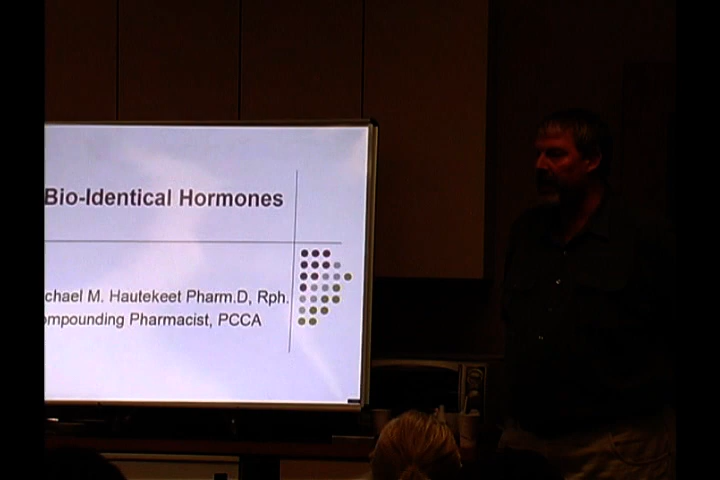 Bio-Identical Hormones
chael M. Hautekeet Pharm.D, Rph.
ompounding Pharmacist, PCCA